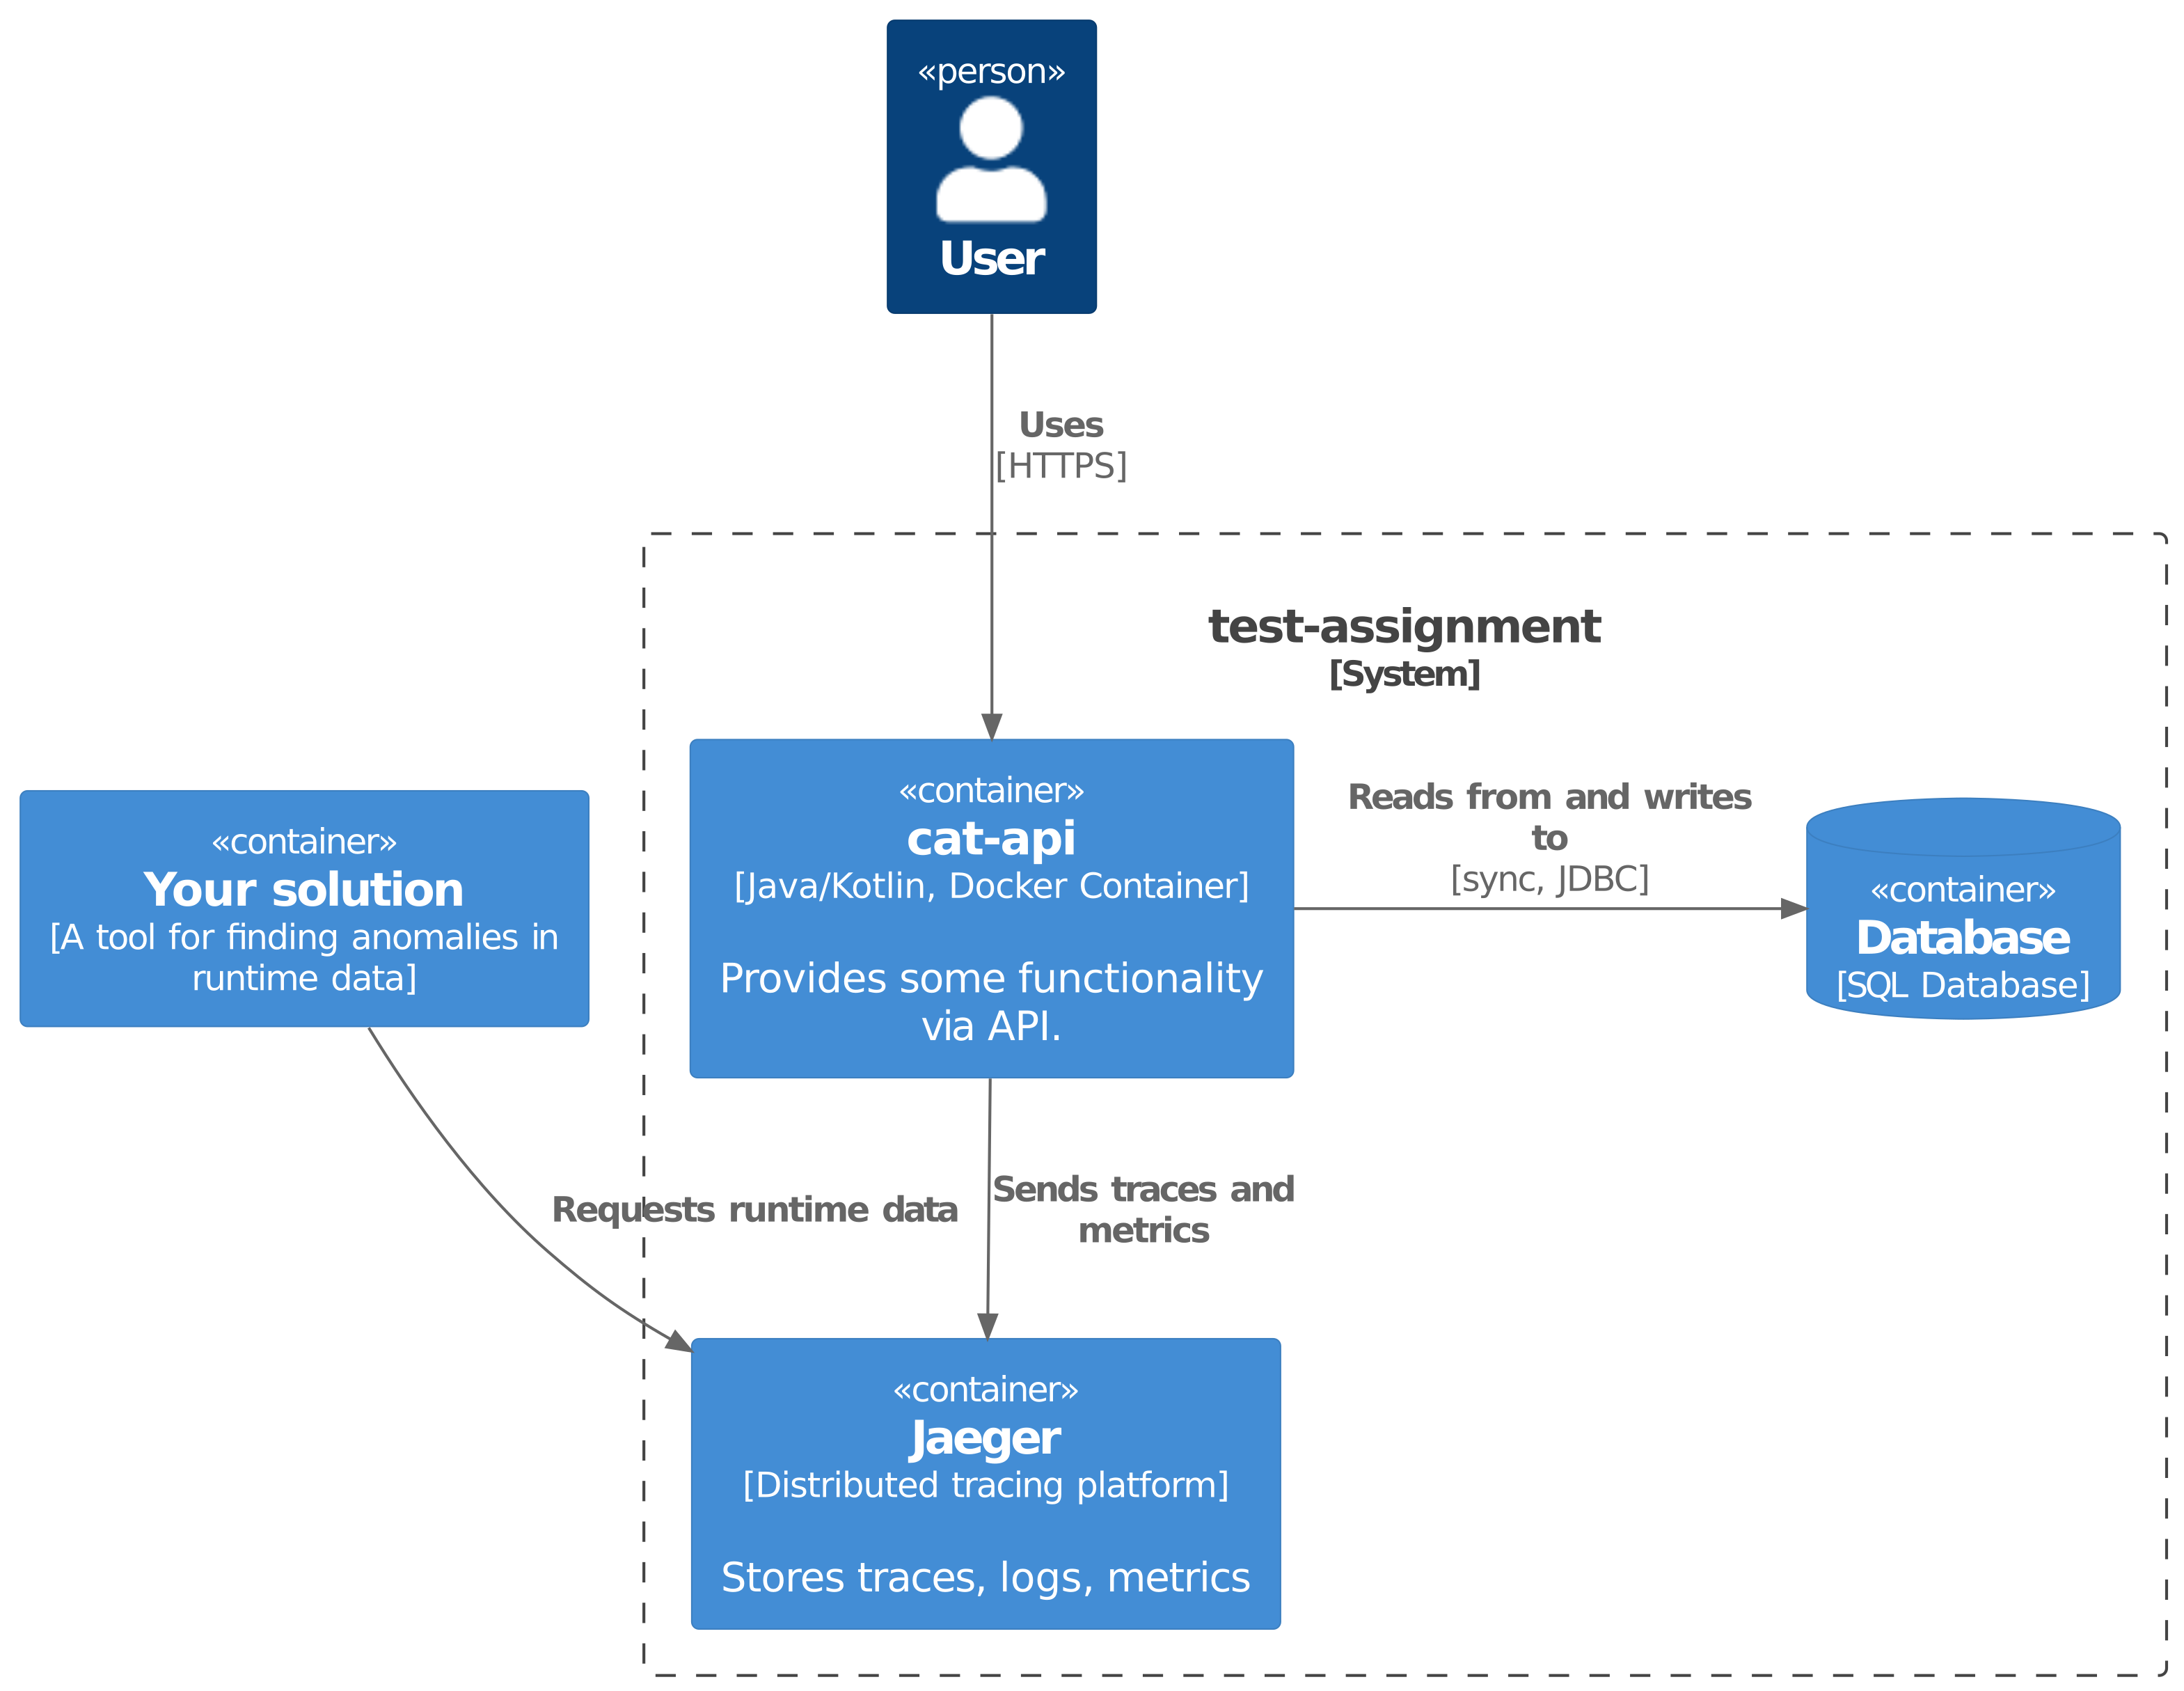 «person»
User
Uses
[HTTPS]
test-assignment
[System]
«container»
Your solution
[A tool for finding anomalies in
runtime data]
«container»
cat-api
[Java/Kotlin, Docker Container]
Provides some functionality
via API.
Reads from and writes
to
[sync, JDBC]
«container»
Database
[SQL Database]
Requests runtime data
Sends traces and
metrics
«container»
Jaeger
[Distributed tracing platform]
Stores traces, logs, metrics